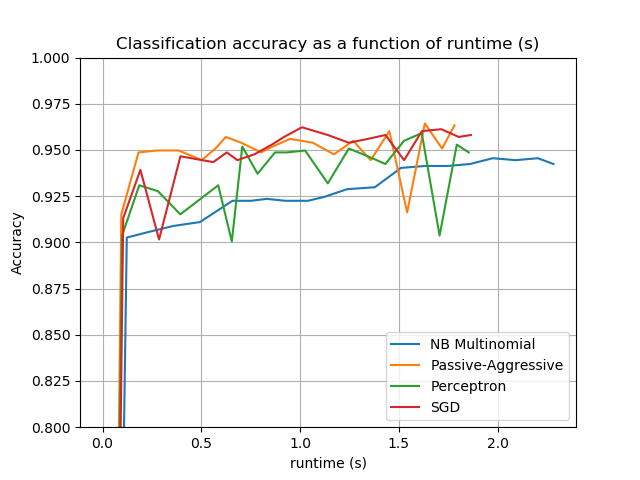 Classification accuracy as a function of runtime (s)
1.000
0.975
0.950
0.925
0.900
0.875
0.850
0.825
0.800
Accuracy
0.0 0.5 1.0 1.5 2.0
runtime (s)
NB Multinomial
Passive-Aggressive
Perceptron
SGD